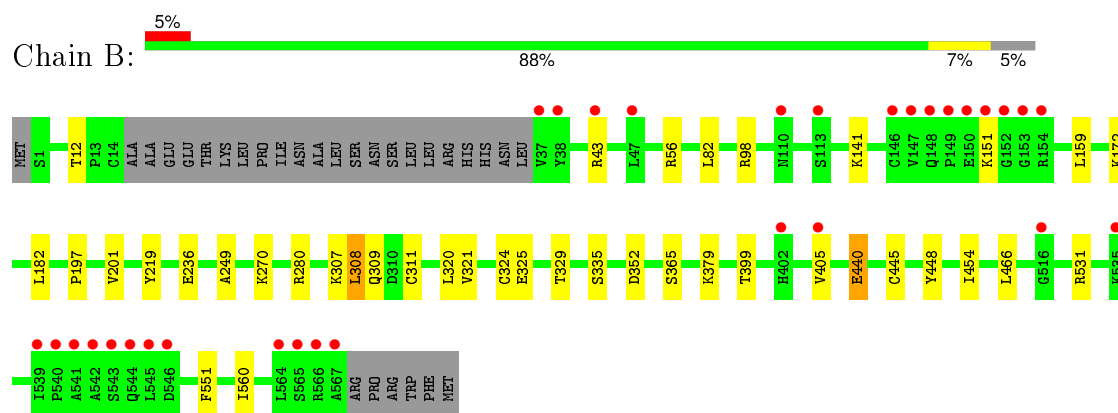 5%
Chain B:
88% 7% 5%
MET S1 T12 P13 C14 ALA ALA GLU GLU THR LYS LEU PRO ILE ASN ALA LEU SER ASN SER LEU LEU ARG HIS HIS ASN LEU V37 Y38 R43 L47 R56 L82 R98 N110 S113 K141 C146 V147 Q148 P149 E150 K151 G152 G153 R154 L159 K172
L182 P197 V201 Y219 E236 A249 K270 R280 K307 L308 Q309 D310 C311 L320 V321 C324 E325 T329 S335 D352 S365 K379 T399 H402 V405 E440 C445 Y448 I454 L466 G516 R531 K535
I539 P540 A541 A542 S543 Q544 L545 D546 F551 I560 L564 S565 R566 A567 ARG PRO ARG TRP PHE MET